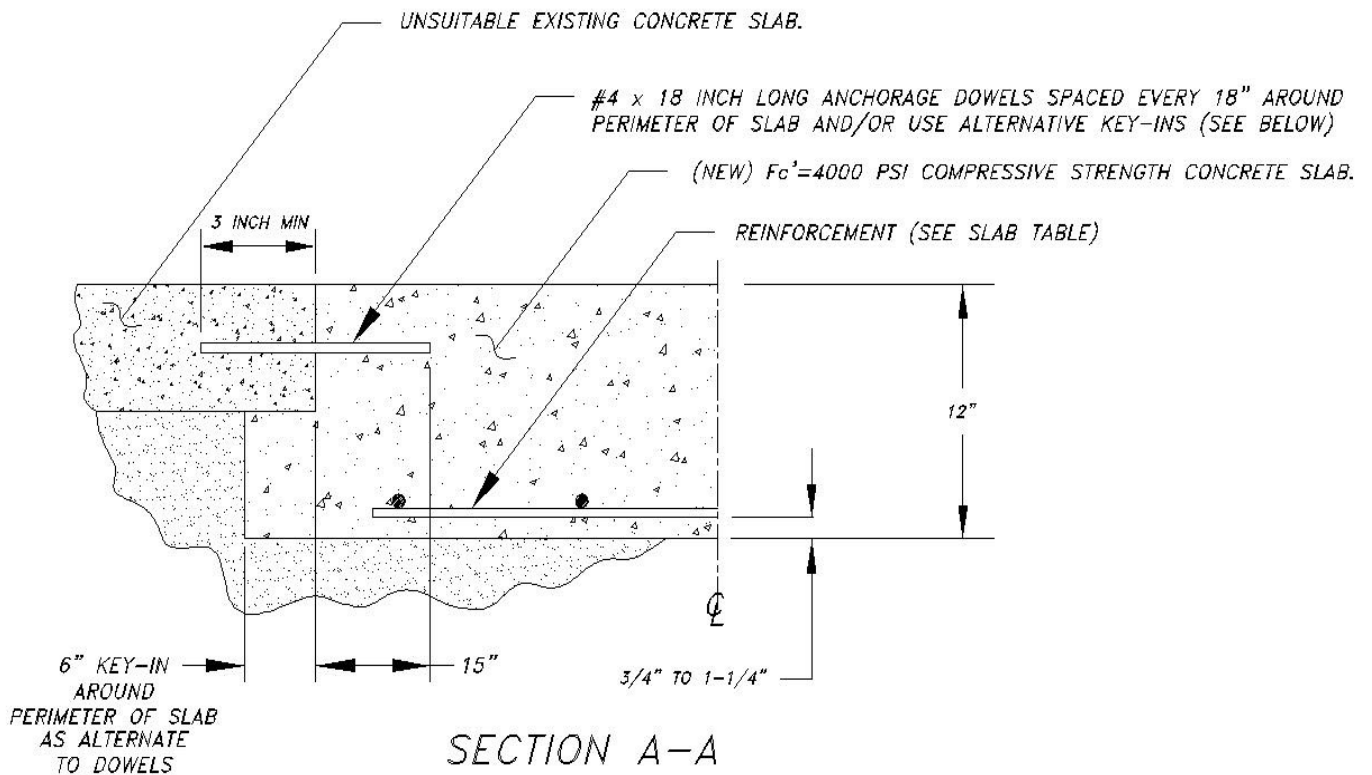 UNSUITABLE EXISTING CONCRETE SLAB.
#4 x 18 INCH LONG ANCHORAGE DOWELS SPACED EVERY 18" AROUND
PERIMETER OF SLAB AND/OR USE ALTERNATIVE KEY-INS (SEE BELOW)
(NEW) Fc'=4000 PSI COMPRESSIVE STRENGTH CONCRETE SLAB.
3 INCH MIN
REINFORCEMENT (SEE SLAB TABLE)
12"
℄
6" KEY-IN
AROUND
PERIMETER OF SLAB
AS ALTERNATE
TO DOWELS
15"
3/4" TO 1-1/4"
SECTION A-A